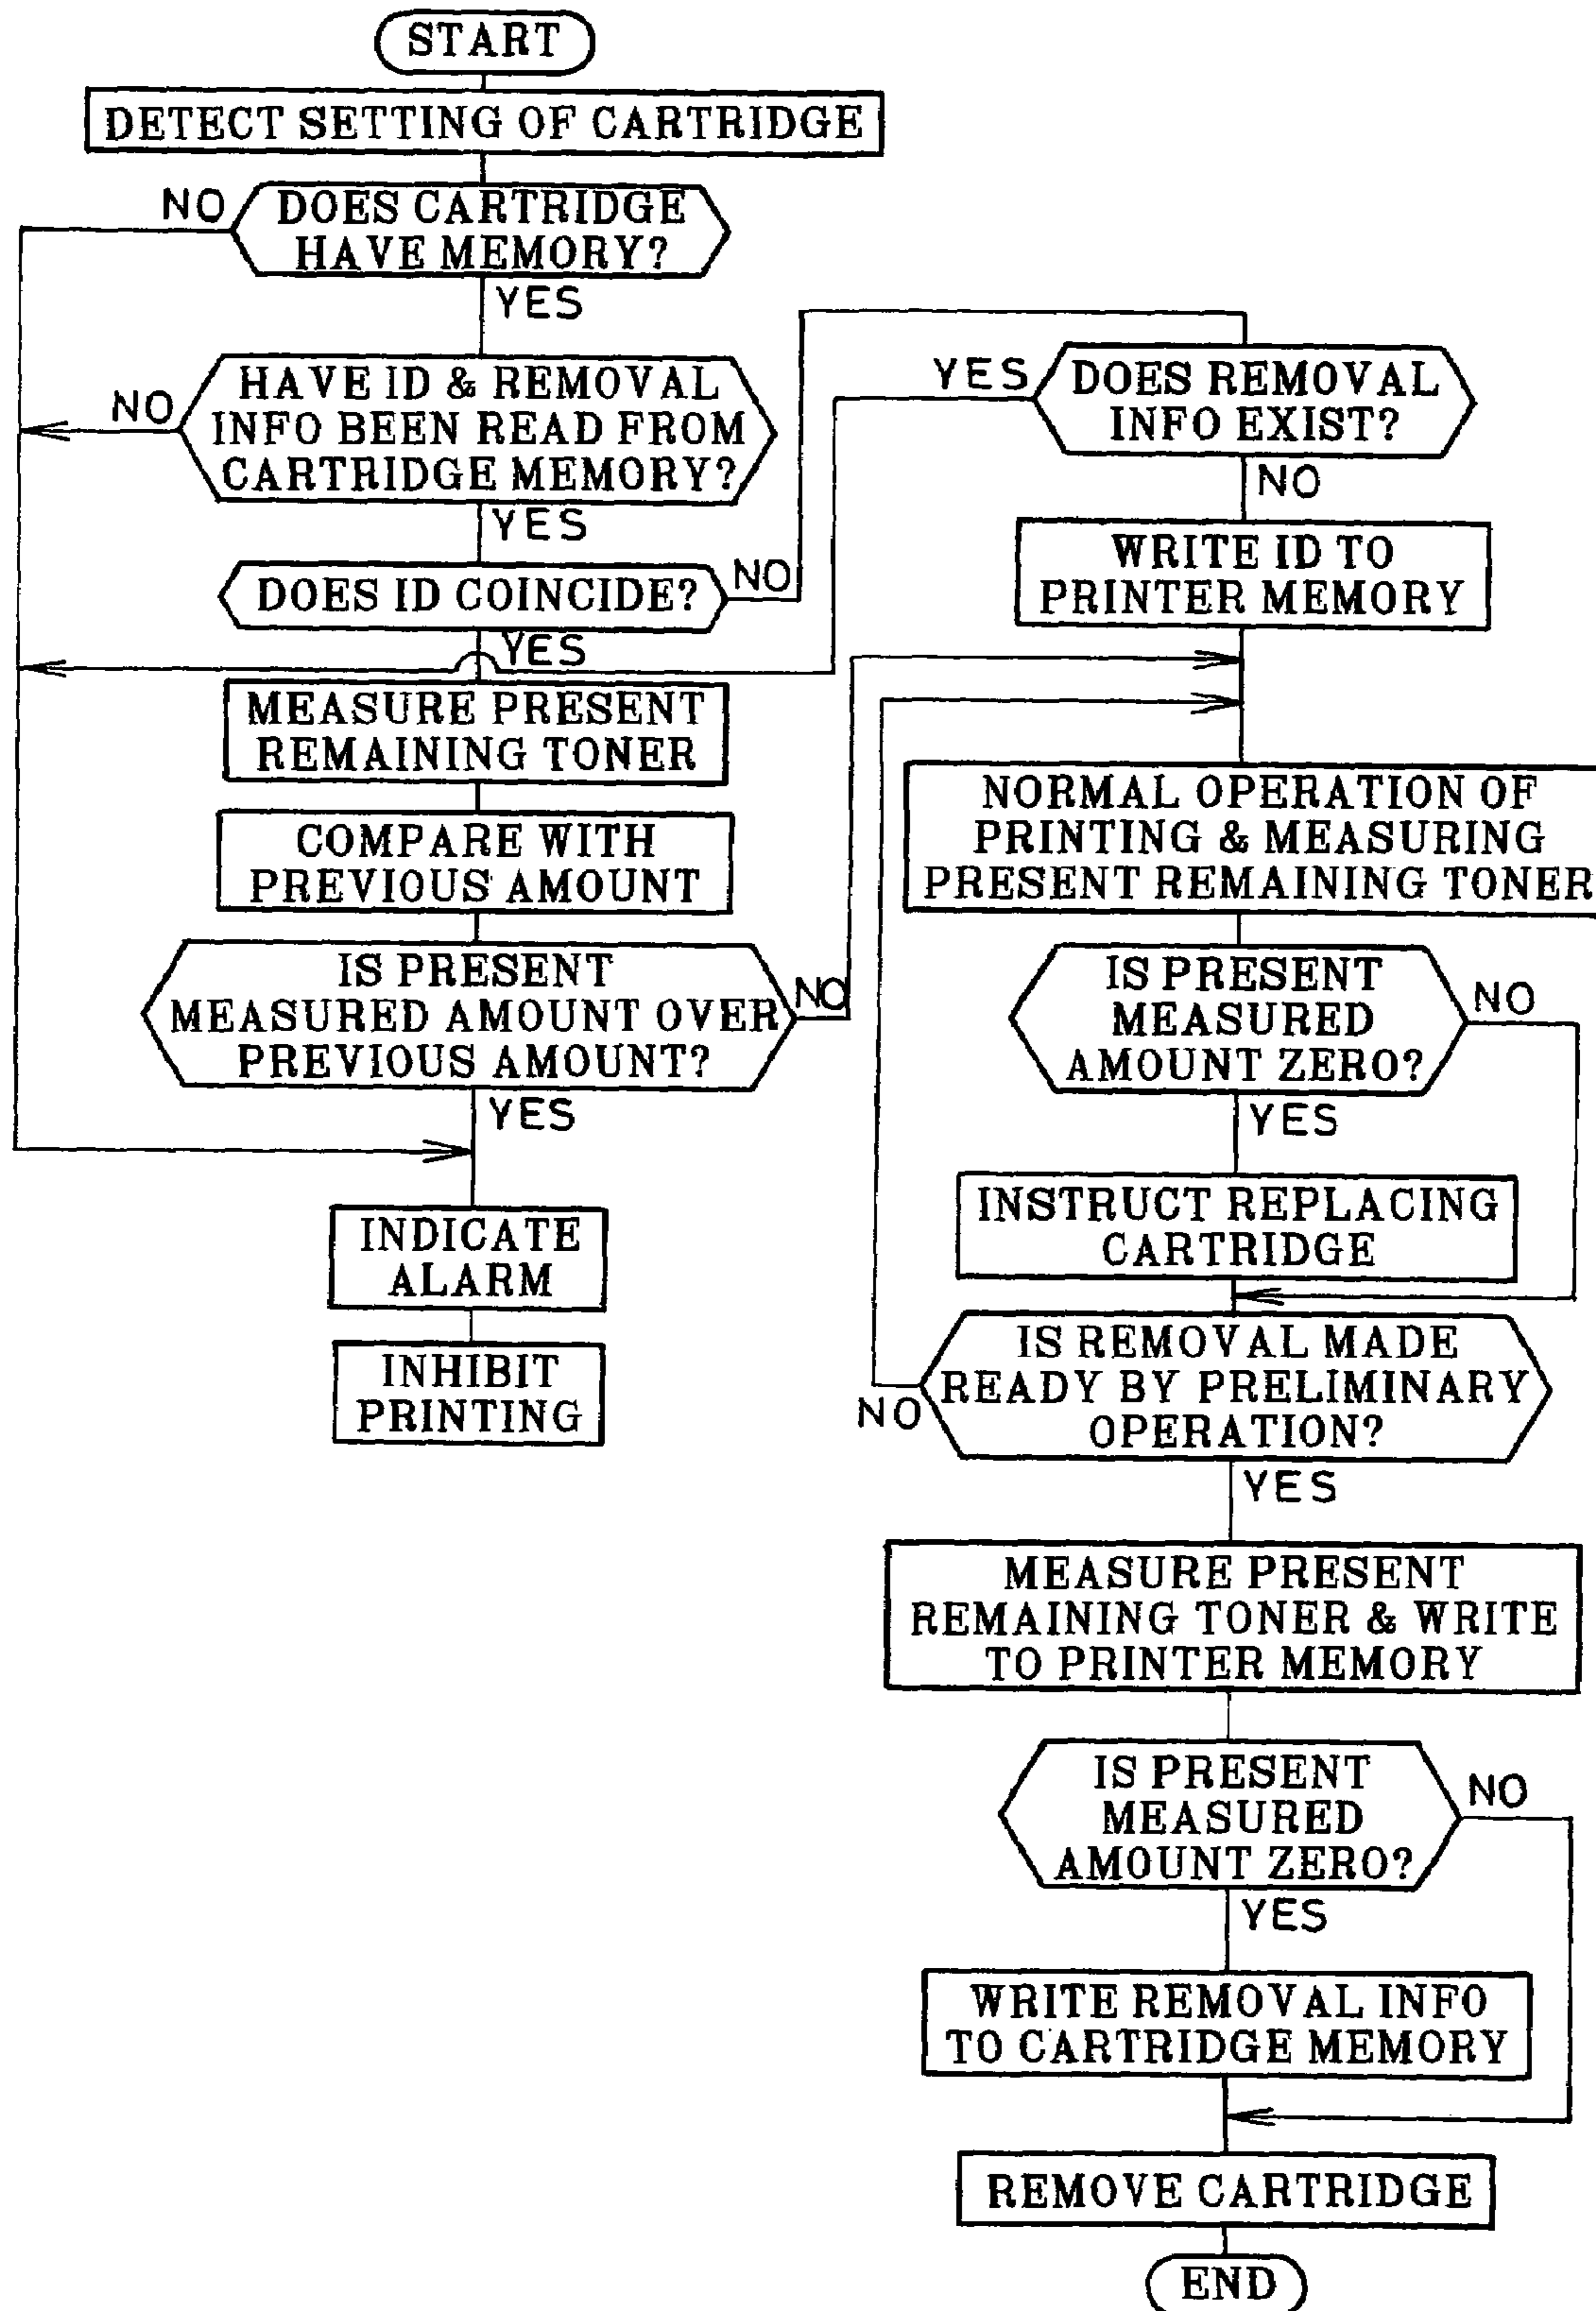 START
DETECT SETTING OF CARTRIDGE
NO
DOES CARTRIDGE
HAVE MEMORY?
YES
NO
HAVE ID & REMOVAL
INFO BEEN READ FROM
CARTRIDGE MEMORY?
YES
DOES ID COINCIDE?
NO
YES
MEASURE PRESENT
REMAINING TONER
COMPARE WITH
PREVIOUS AMOUNT
IS PRESENT
MEASURED AMOUNT OVER
PREVIOUS AMOUNT?
NO
YES
INDICATE
ALARM
INHIBIT
PRINTING
YES
DOES REMOVAL
INFO EXIST?
NO
WRITE ID TO
PRINTER MEMORY
NORMAL OPERATION OF
PRINTING & MEASURING
PRESENT REMAINING TONER
IS PRESENT
MEASURED
AMOUNT ZERO?
NO
YES
INSTRUCT REPLACING
CARTRIDGE
IS REMOVAL MADE
READY BY PRELIMINARY
OPERATION?
NO
YES
MEASURE PRESENT
REMAINING TONER & WRITE
TO PRINTER MEMORY
IS PRESENT
MEASURED
AMOUNT ZERO?
NO
YES
WRITE REMOVAL INFO
TO CARTRIDGE MEMORY
REMOVE CARTRIDGE
END